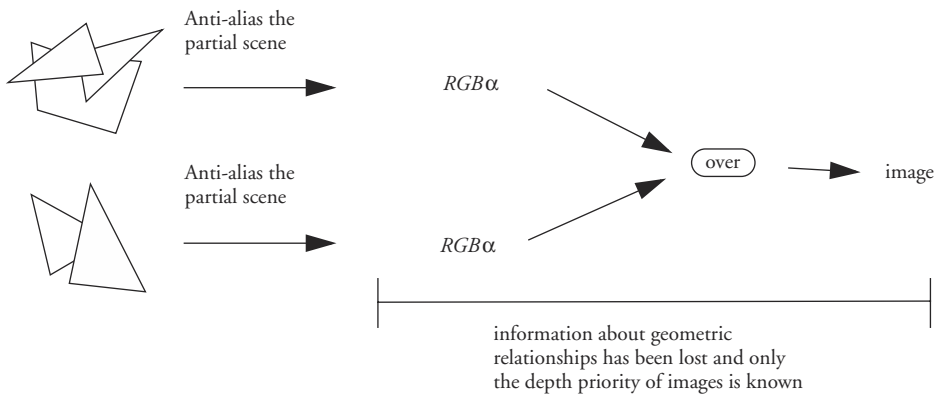 Anti-alias the
partial scene
RGBα
over
image
Anti-alias the
partial scene
RGBα
information about geometric
relationships has been lost and only
the depth priority of images is known